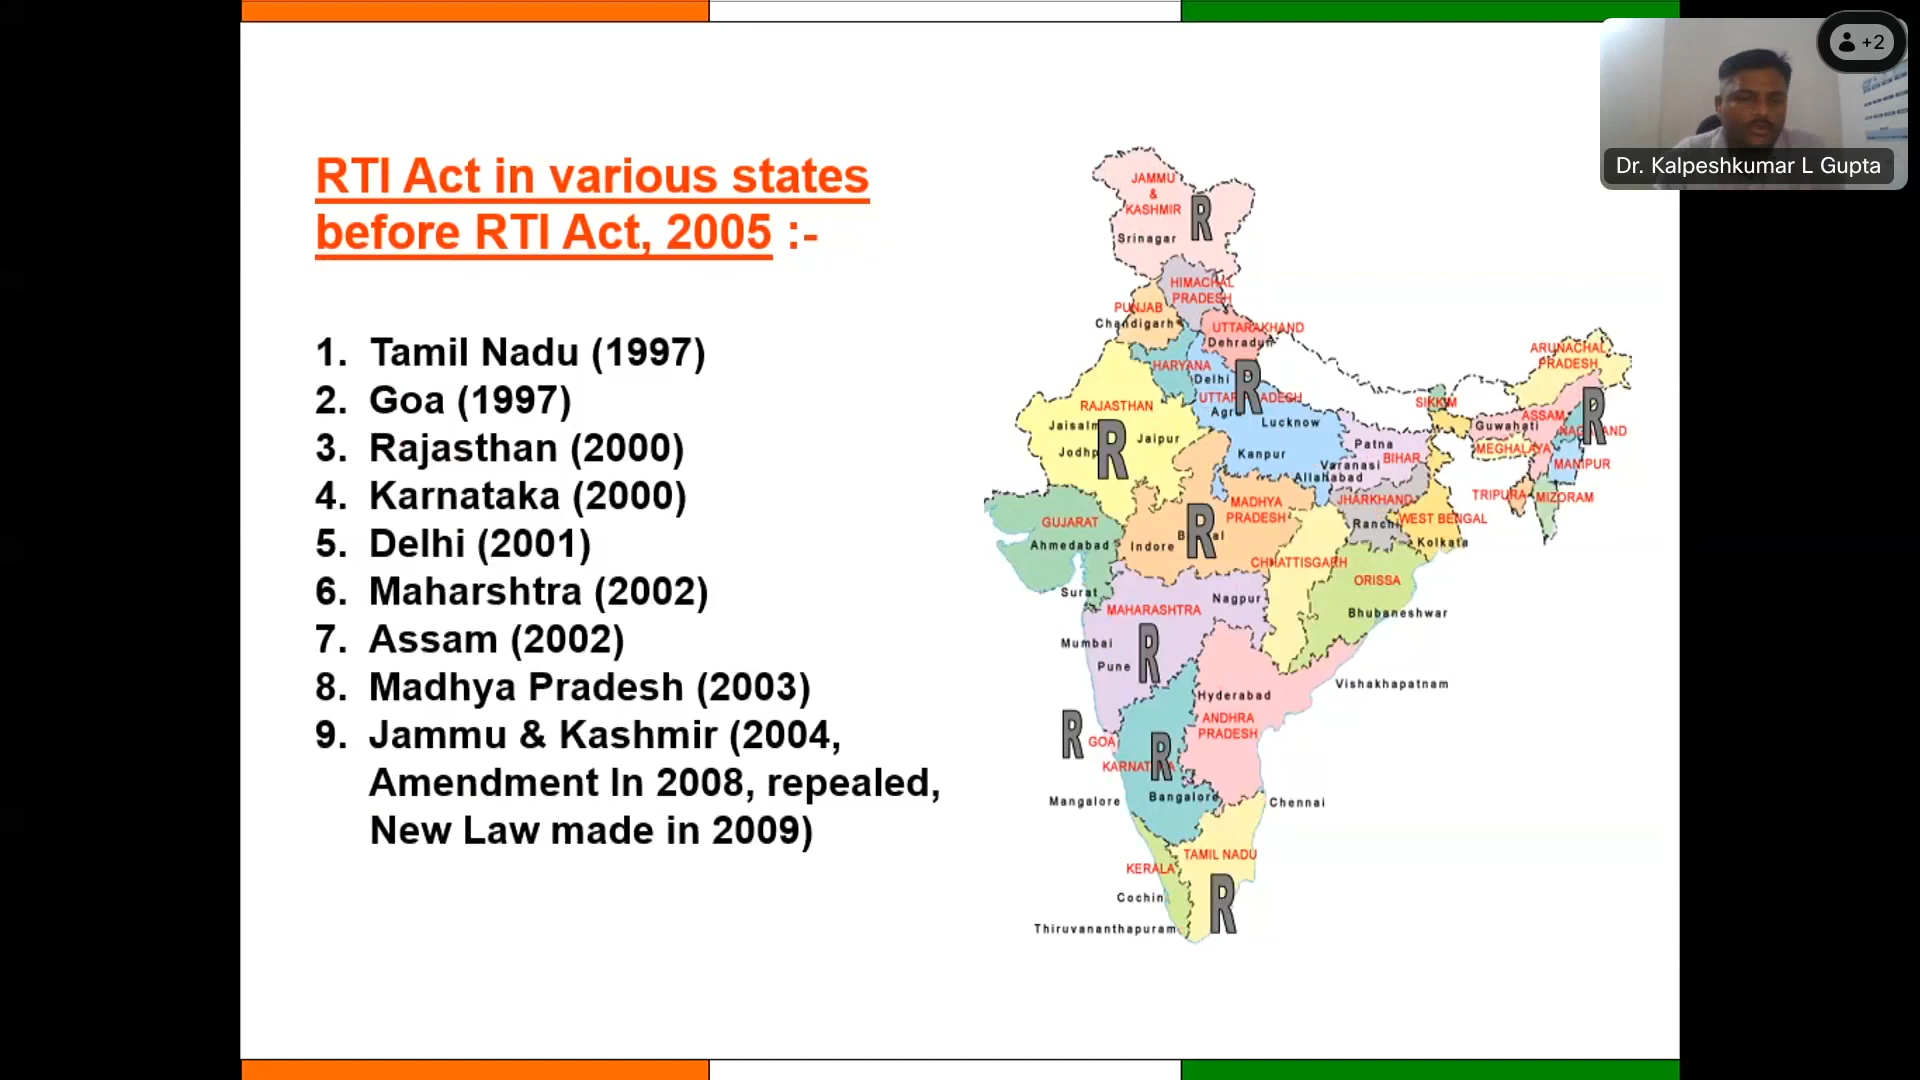 RTI Act in various states
before RTI Act, 2005 :-
1. Tamil Nadu (1997)
2. Goa (1997)
3. Rajasthan (2000)
4. Karnataka (2000)
5. Delhi (2001)
6. Maharshtra (2002)
7. Assam (2002)
8. Madhya Pradesh (2003)
9. Jammu & Kashmir (2004,
Amendment In 2008, repealed,
New Law made in 2009)
+2
Dr. Kalpeshkumar L Gupta
JAMMU
&
KASHMIR
R
Srinagar
HIMACHAL
PRADESH
PUNJAB
Chandigarh
UTTARAKHAND
Dehradun
HARYANA
Delhi
R
RAJASTHAN
Jaipur
R
Lucknow
Kanpur
Allahabad
Varanasi
Patna
BIHAR
SIKKIM
ARUNACHAL
PRADESH
ASSAM
R
Guwahati
MEGHALAYA
MANIPUR
TRIPURA
MIZORAM
JHARKHAND
Ranchi
WEST BENGAL
Kolkata
GUJARAT
Ahmedabad
Surat
MADHYA
PRADESH
Indore
R
CHHATTISGARH
ORISSA
Bhubaneshwar
MAHARASHTRA
Nagpur
Mumbai
Pune
R
Hyderabad
Vishakhapatnam
ANDHRA
PRADESH
R
GOA
R
Mangalore
Bangalore
Chennai
TAMIL NADU
R
KERALA
Cochin
Thiruvananthapuram